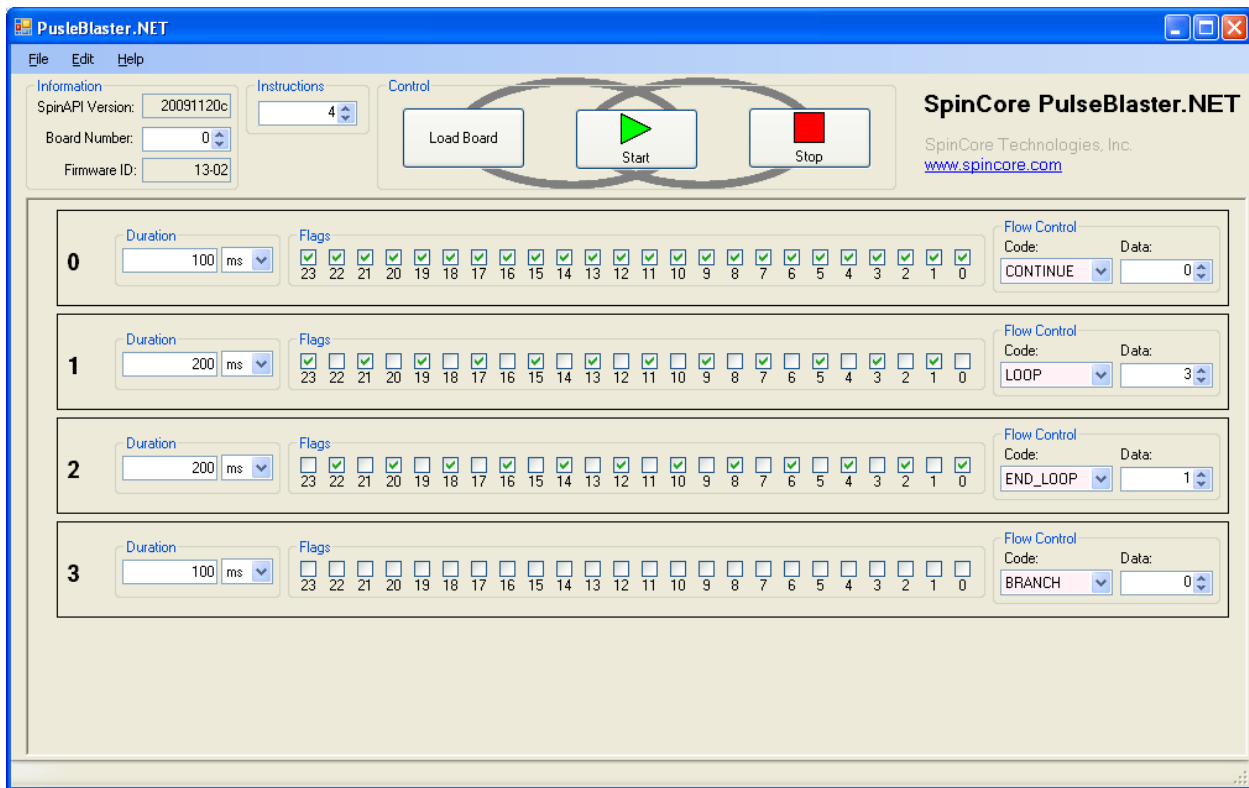 PusleBlaster.NET
File Edit Help
Information
SpinAPI Version: 20091120c
Board Number: 0
Firmware ID: 13-02
Instructions
4
Control
Load Board
Start
Stop
SpinCore PulseBlaster.NET
SpinCore Technologies, Inc.
www.spincore.com
0
Duration
100 ms
Flags
23 22 21 20 19 18 17 16 15 14 13 12 11 10 9 8 7 6 5 4 3 2 1 0
Flow Control
Code: Data:
CONTINUE 0
1
Duration
200 ms
Flags
23 22 21 20 19 18 17 16 15 14 13 12 11 10 9 8 7 6 5 4 3 2 1 0
Flow Control
Code: Data:
LOOP 3
2
Duration
200 ms
Flags
23 22 21 20 19 18 17 16 15 14 13 12 11 10 9 8 7 6 5 4 3 2 1 0
Flow Control
Code: Data:
END_LOOP 1
3
Duration
100 ms
Flags
23 22 21 20 19 18 17 16 15 14 13 12 11 10 9 8 7 6 5 4 3 2 1 0
Flow Control
Code: Data:
BRANCH 0